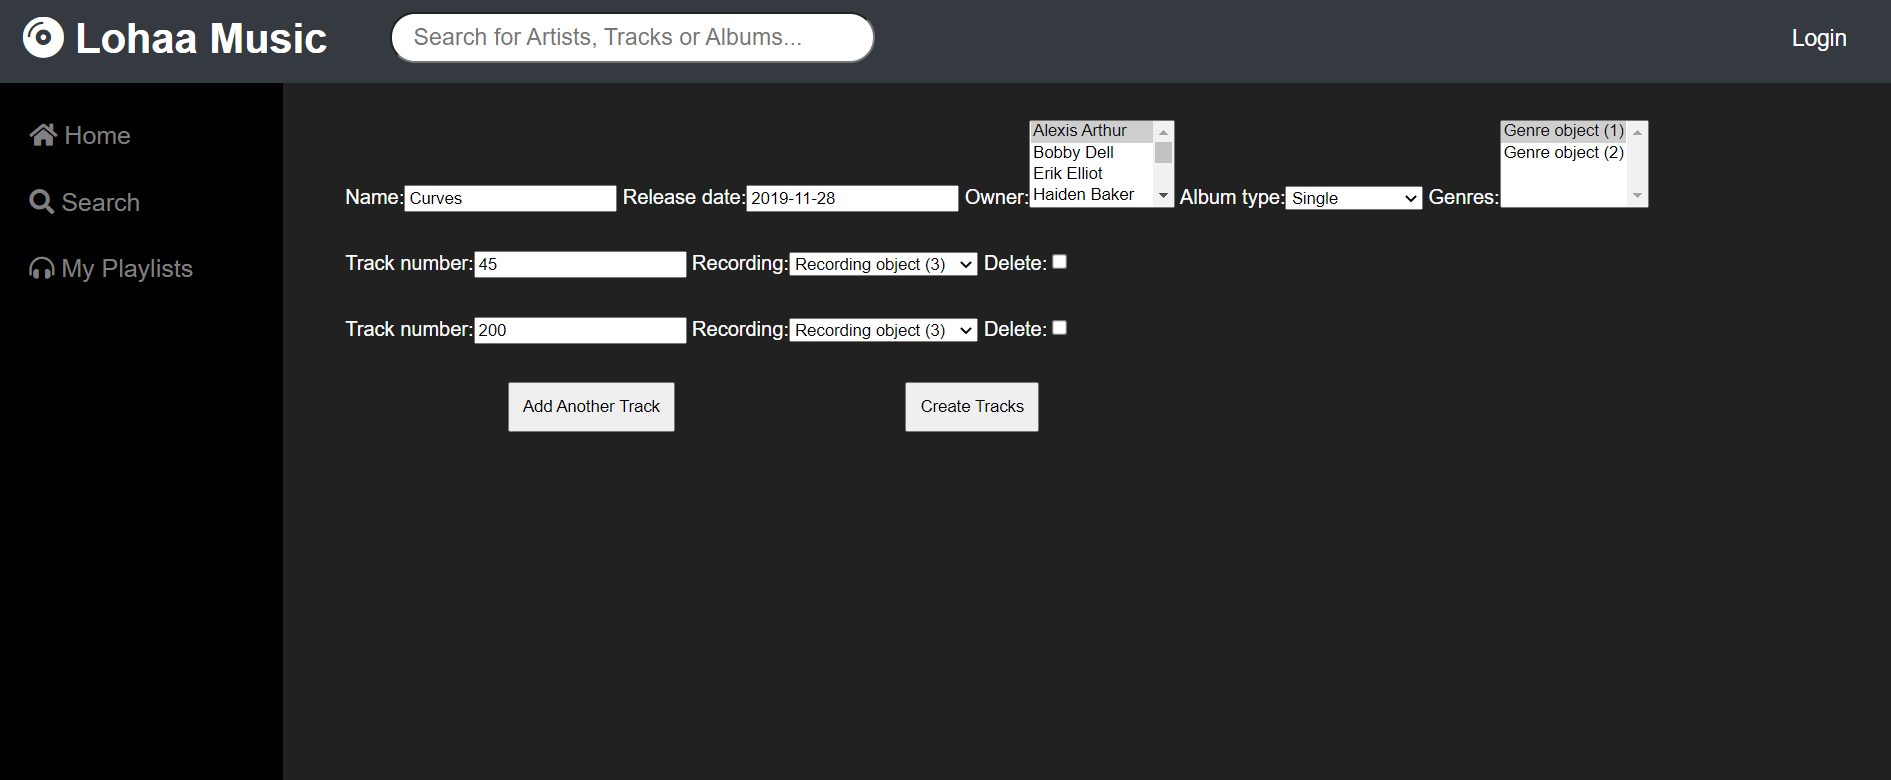 Lohaa Music
Search for Artists, Tracks or Albums...
Login
Home
Search
My Playlists
Name: Curves Release date: 2019-11-28 Owner: Alexis Arthur
Bobby Dell
Erik Elliot
Haiden Baker
Album type: Single Genres: Genre object (1)
Genre object (2)
Track number: 45 Recording: Recording object (3) Delete:
Track number: 200 Recording: Recording object (3) Delete:
Add Another Track Create Tracks